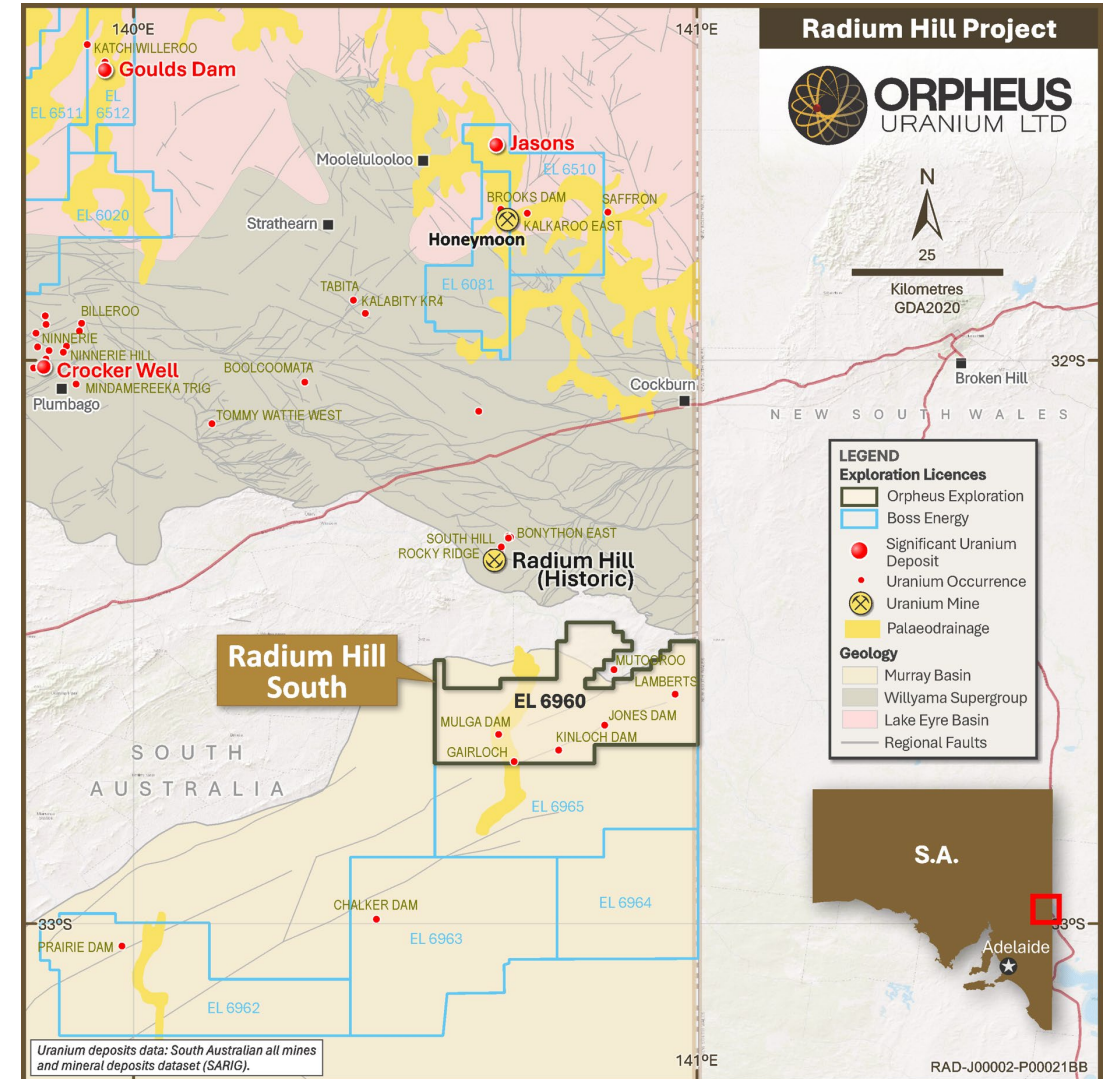 140ºE
141ºE
Radium Hill Project
ORPHEUS
URANIUM LTD
KATCH WILLEROO
Goulds Dam
EL
6512
EL 6511
Jasons
Moolelulooloo
EL 6510
BROOKS DAM
SAFFRON
EL 6020
Strathearn
KALKAROO EAST
Honeymoon
N
25
Kilometres
GDA2020
EL 6081
TABITA
KALABITY KR4
BILLEROO
NINNERIE
NINNERIE HILL
Crocker Well
BOOLCOOMATA
MINDAMEREEKA TRIG
Plumbago
TOMMY WATTIE WEST
Cockburn
32ºS
Broken Hill
NEW SOUTH WALES
LEGEND
Exploration Licences
Orpheus Exploration
Boss Energy
Significant Uranium
Deposit
Uranium Occurrence
Uranium Mine
Palaeodrainage
Geology
Murray Basin
Willyama Supergroup
Lake Eyre Basin
Regional Faults
SOUTH HILL
BONYTHON EAST
ROCKY RIDGE
Radium Hill
(Historic)
Radium Hill
South
MUTOOROO
LAMBERTS
EL 6960
MULGA DAM
JONES DAM
KINLOCH DAM
GAIRLOCH
SOUTH
AUSTRALIA
EL 6965
S.A.
CHALKER DAM
EL 6964
33ºS
33ºS
EL 6963
PRAIRIE DAM
Adelaide
EL 6962
Uranium deposits data: South Australian all mines
and mineral deposits dataset (SARIG).
141ºE
RAD-J00002-P00021BB